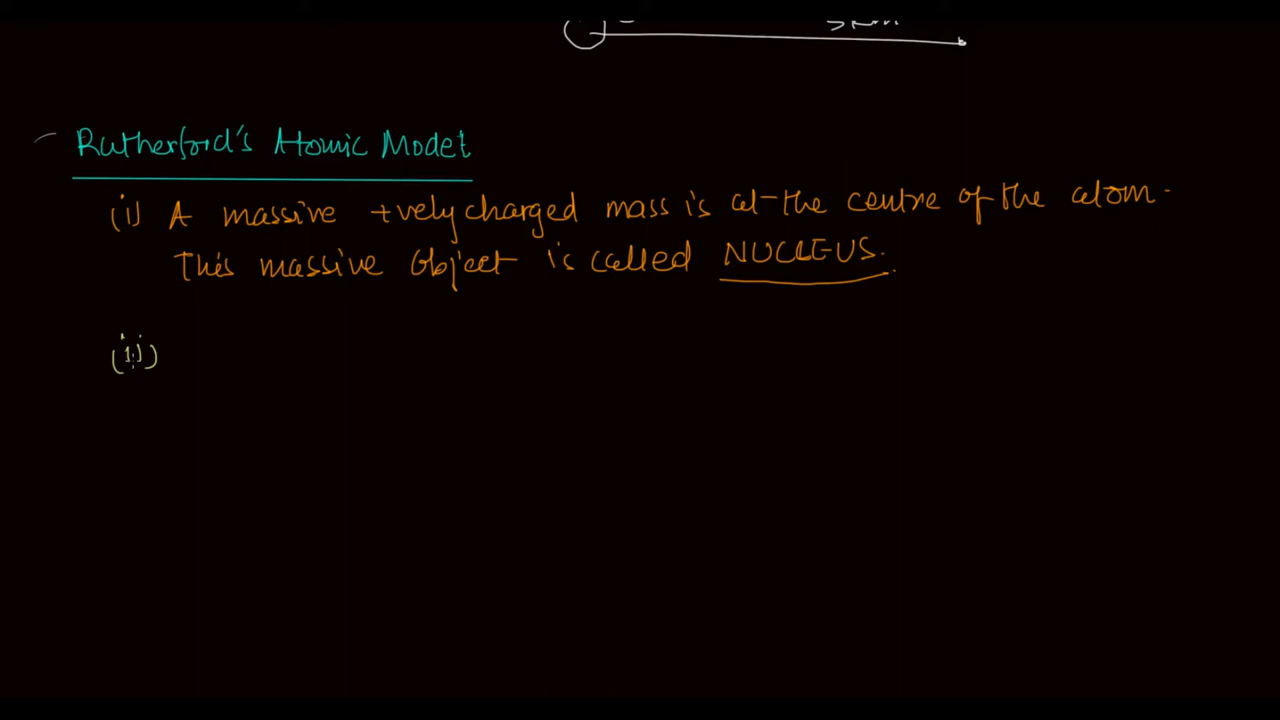 Rutherford's Atomic Model
(i) A massive +vely charged mass is at the centre of the atom.
This massive object is called NUCLEUS.
(ii)